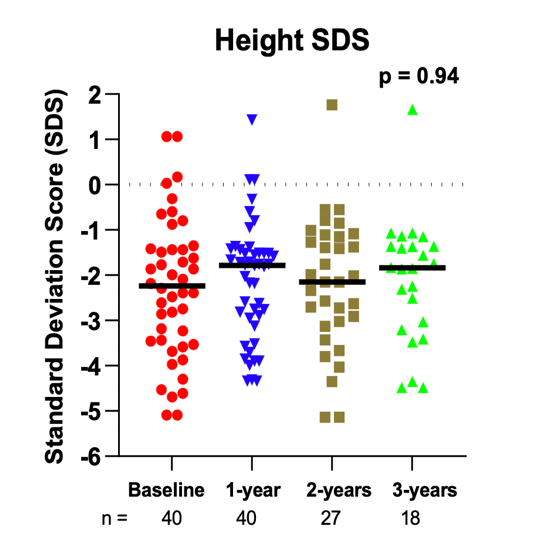 Height SDS
p = 0.94
Standard Deviation Score (SDS)
2
1
0
-1
-2
-3
-4
-5
-6
Baseline 1-year 2-years 3-years
n = 40 40 27 18